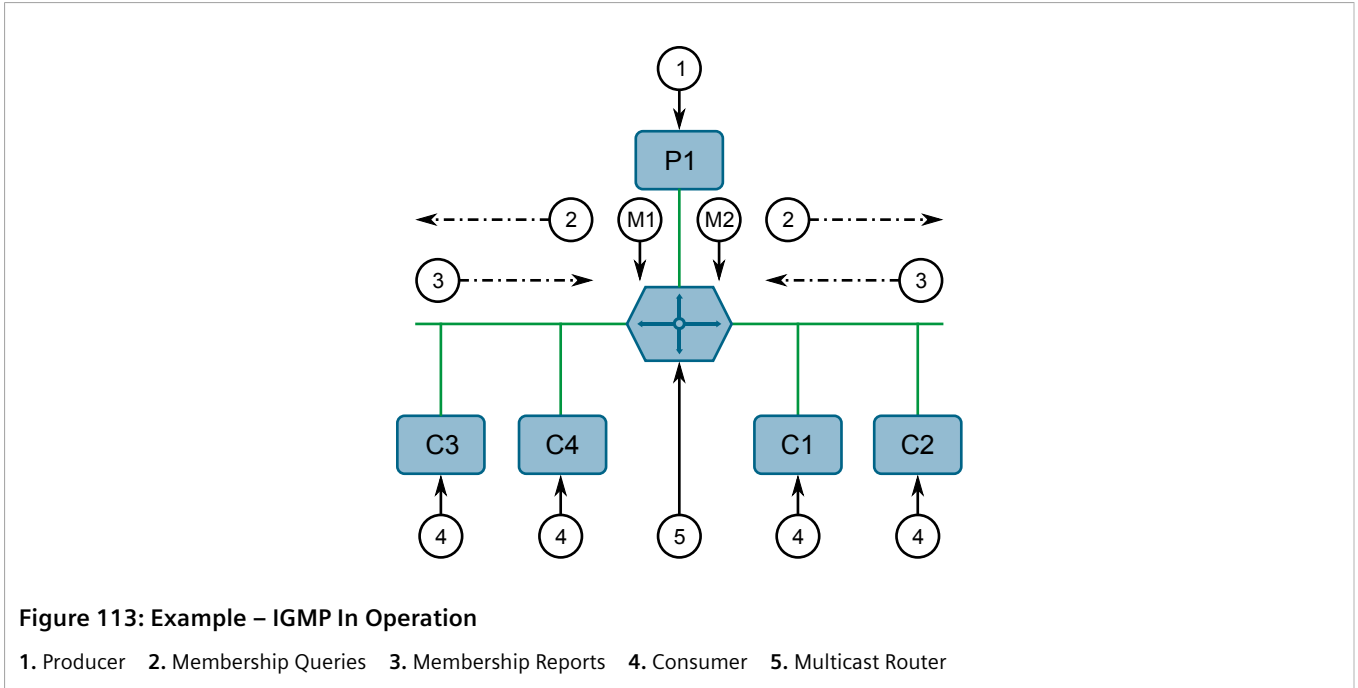 1
P1
2 M1 M2 2
3 3
C3 C4 C1 C2
4 4 5 4 4
Figure 113: Example – IGMP In Operation
1. Producer 2. Membership Queries 3. Membership Reports 4. Consumer 5. Multicast Router